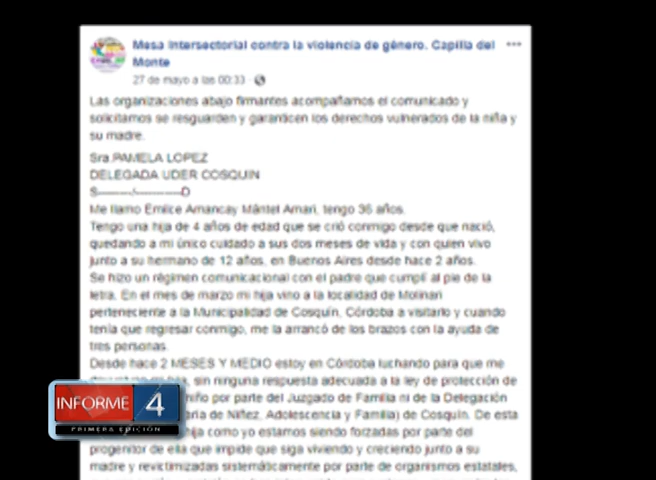 Mesa Intersectorial contra la violencia de género. Capilla del
Monte
27 de mayo a las 00:33
Las organizaciones abajo firmantes acompañamos el comunicado y
solicitamos se resguarden y garanticen los derechos vulnerados de la niña y
su madre.
Sra.PAMELA LOPEZ
DELEGADA UDER COSQUIN
S--------/-----------D
Me llamo Emilce Amancay Mántel Amari, tengo 36 años.
Tengo una hija de 4 años de edad que se crió conmigo desde que nació,
quedando a mi único cuidado a sus dos meses de vida y con quien vivo
junto a su hermano de 12 años, en Buenos Aires desde hace 2 años.
Se hizo un régimen comunicacional con el padre que cumplí al pie de la
letra. En el mes de marzo mi hija vino a la localidad de Molinari
perteneciente a la Municipalidad de Cosquín, Córdoba a visitarlo y cuando
tenía que regresar conmigo, me la arrancó de los brazos con la ayuda de
tres personas.
Desde hace 2 MESES Y MEDIO estoy en Córdoba luchando para que me
sin ninguna respuesta adecuada a la ley de protección de
niño por parte del Juzgado de Familia ni de la Delegación
aría de Niñez, Adolescencia y Familia) de Cosquín. De esta
hija como yo estamos siendo forzadas por parte del
progenitor de ella que impide que siga viviendo y creciendo junto a su
madre y revictimizadas sistemáticamente por parte de organismos estatales,
INFORME 4
PRIMERA EDICIÓN